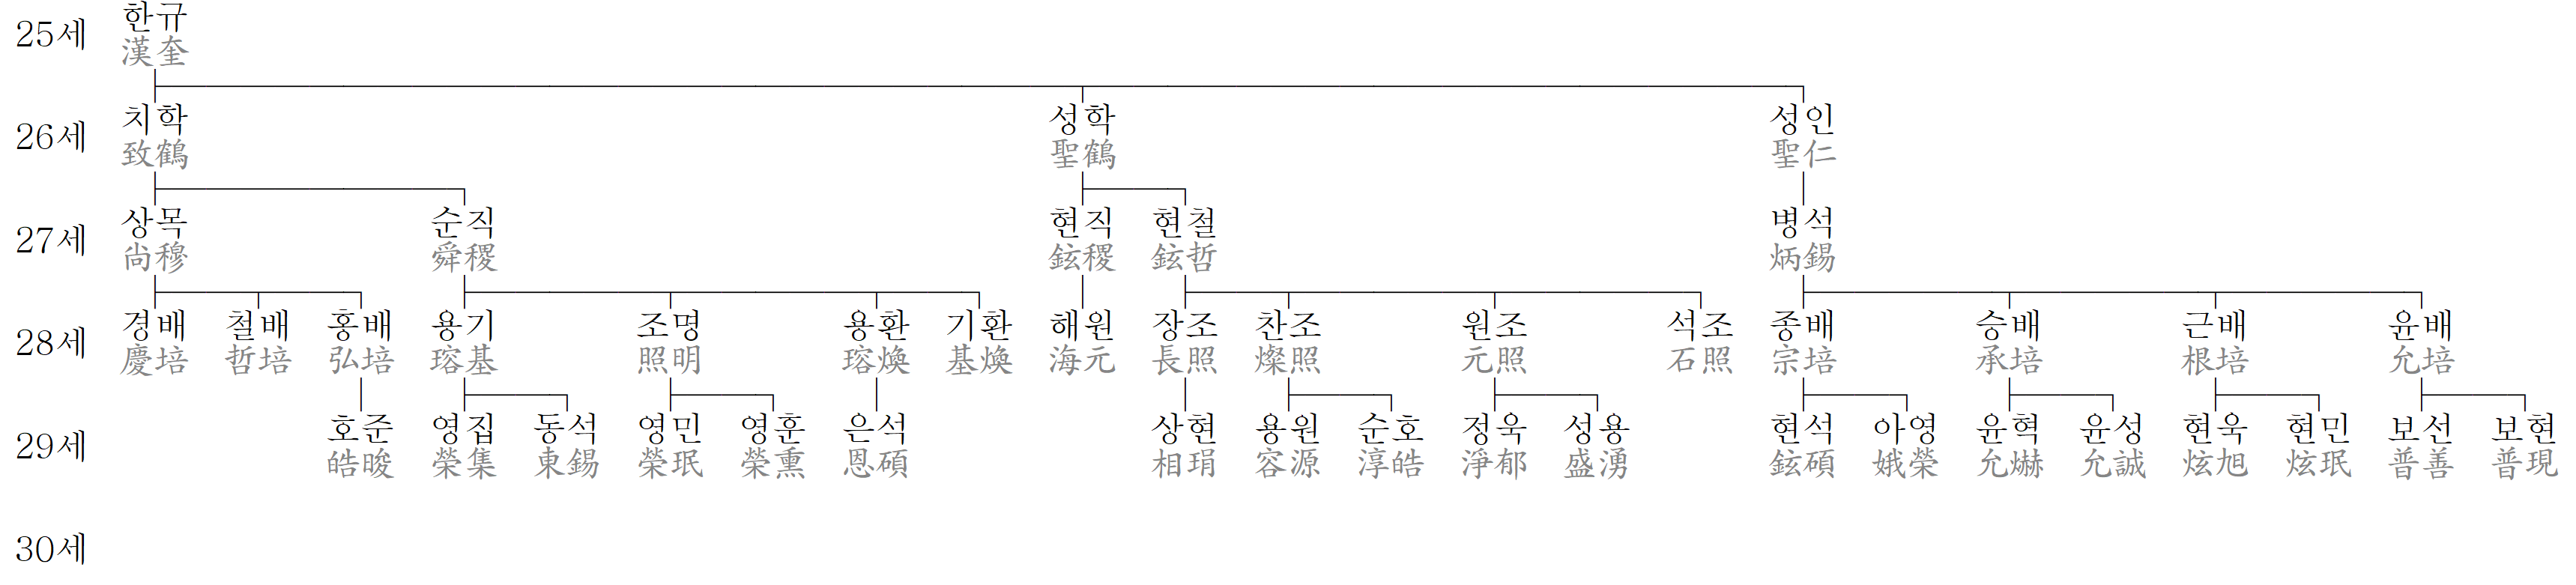 한규
25세
漢奎
치학 성학 성인
26세
致鶴 聖鶴 聖仁
상목 순직 현직 현철 병석
27세
尙穆 舜稷 鉉稷 鉉哲 炳錫
경배 철배 홍배 용기 조명 용환 기환 해원 장조 찬조 원조 석조 종배 승배 근배 윤배
28세
慶培 哲培 弘培 瑢基 照明 瑢煥 基煥 海元 長照 燦照 元照 石照 宗培 承培 根培 允培
호준 영집 동석 영민 영훈 은석 상현 용원 순호 정욱 성용 현석 아영 윤혁 윤성 현욱 현민 보선 보현
29세
皓晙 榮集 東錫 榮珉 榮熏 恩碩 相琄 容源 淳皓 淨郁 盛湧 鉉碩 娥榮 允爀 允誠 炫旭 炫珉 普善 普現
30세